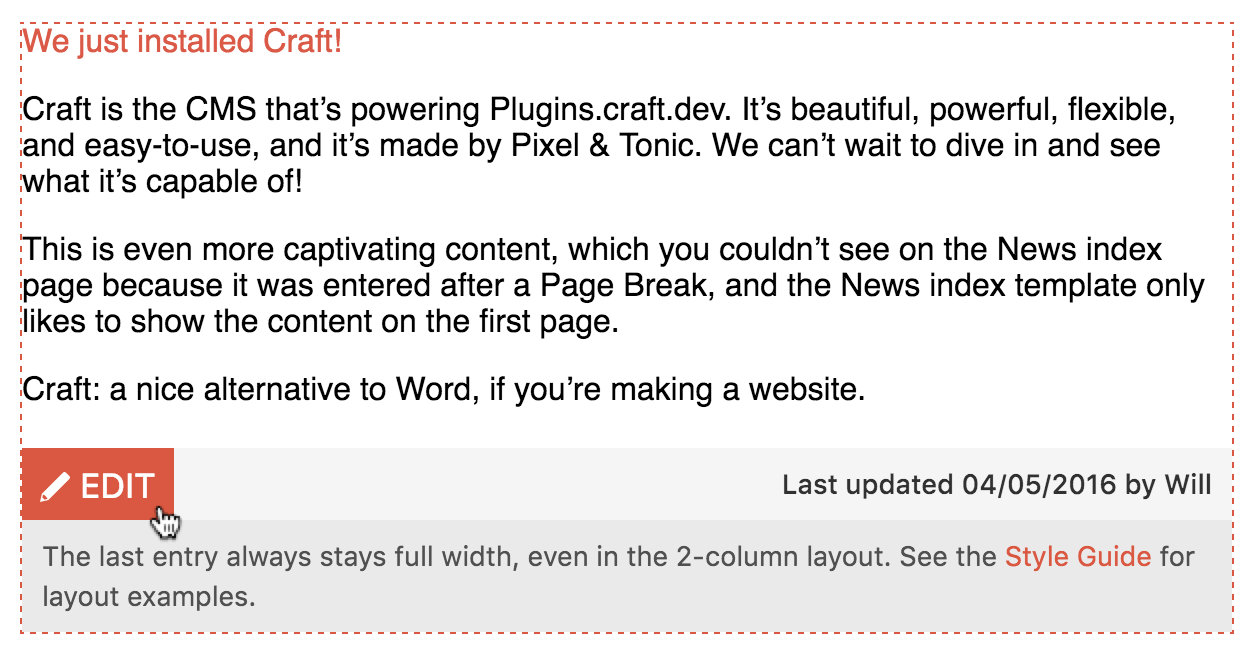 We just installed Craft!
Craft is the CMS that’s powering Plugins.craft.dev. It’s beautiful, powerful, flexible,
and easy-to-use, and it’s made by Pixel & Tonic. We can’t wait to dive in and see
what it’s capable of!
This is even more captivating content, which you couldn’t see on the News index
page because it was entered after a Page Break, and the News index template only
likes to show the content on the first page.
Craft: a nice alternative to Word, if you’re making a website.
EDIT
Last updated 04/05/2016 by Will
The last entry always stays full width, even in the 2-column layout. See the Style Guide for
layout examples.